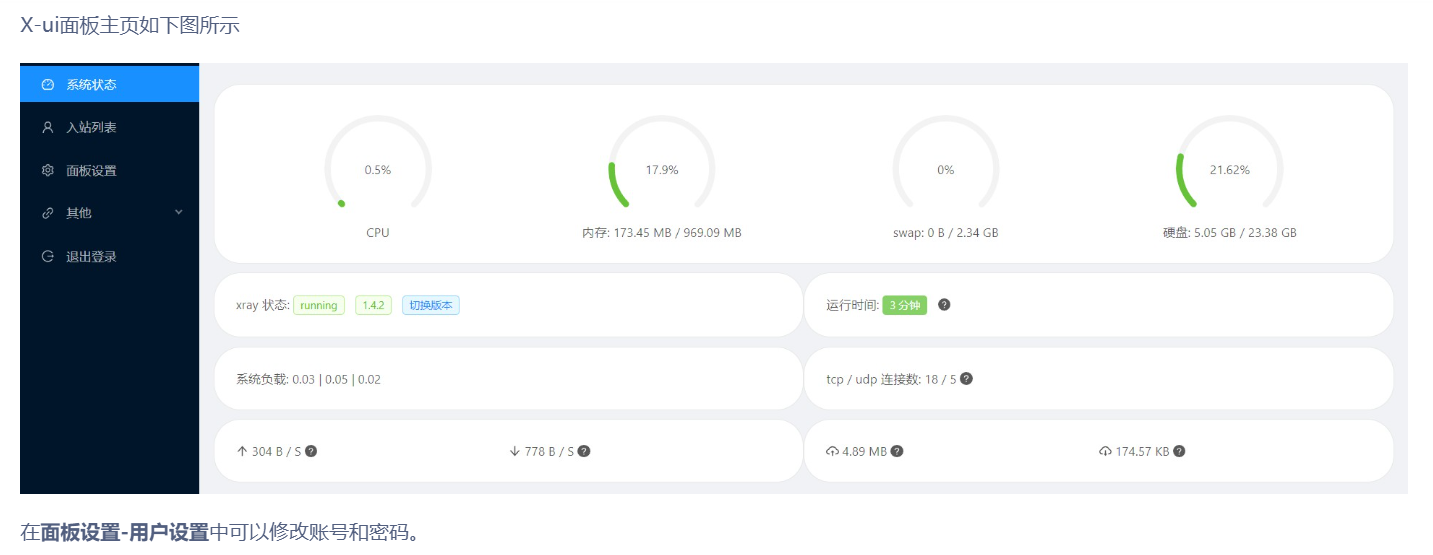 X-ui面板主页如下图所示
系统状态
入站列表
面板设置
其他
退出登录
0.5%
17.9%
0%
21.62%
CPU
内存: 173.45 MB / 969.09 MB
swap: 0 B / 2.34 GB
硬盘: 5.05 GB / 23.38 GB
xray 状态: running 1.4.2 切换版本
运行时间: 3 分钟 ?
系统负载: 0.03 | 0.05 | 0.02
tcp / udp 连接数: 18 / 5 ?
304 B / S ?
778 B / S ?
4.89 MB ?
174.57 KB ?
在面板设置-用户设置中可以修改账号和密码。